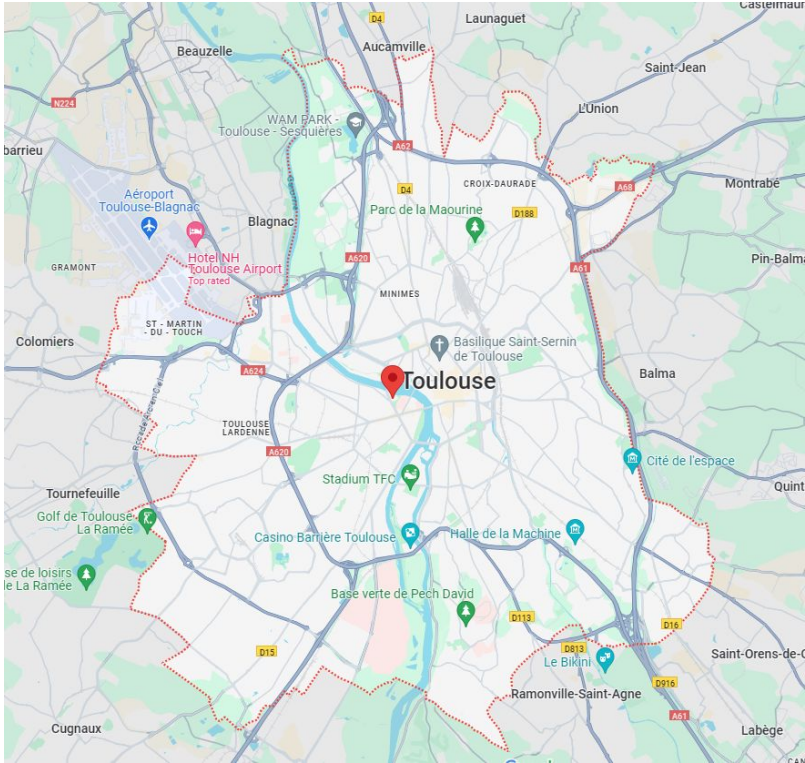 Castelmau
D4
Launaguet
Aucamville
Beauzelle
Saint-Jean
N224
L'Union
WAM PARK -
Toulouse - Sesquières
barrieu
A62
CROIX-DAURADE
Montrabé
A68
D4
Aéroport
Toulouse-Blagnac
Parc de la Maourine
D188
Blagnac
Hotel NH
Toulouse Airport
Top rated
A620
Pin-Balma
GRAMONT
A61
MINIMES
ST - MARTIN
- DU - TOUCH
Colomiers
Basilique Saint-Sernin
de Toulouse
A624
Toulouse
Balma
Rocade Arc-en-Ciel
TOULOUSE
LARDENNE
A620
Cité de l'espace
Stadium TFC
Quint
Tournefeuille
Golf de Toulouse
La Ramée
Casino Barrière Toulouse
Halle de la Machine
se de loisirs
de La Ramée
Base verte de Pech David
D113
D16
D15
D813
Saint-Orens-de-G
Le Bikini
D916
Ramonville-Saint-Agne
A61
Cugnaux
Labège